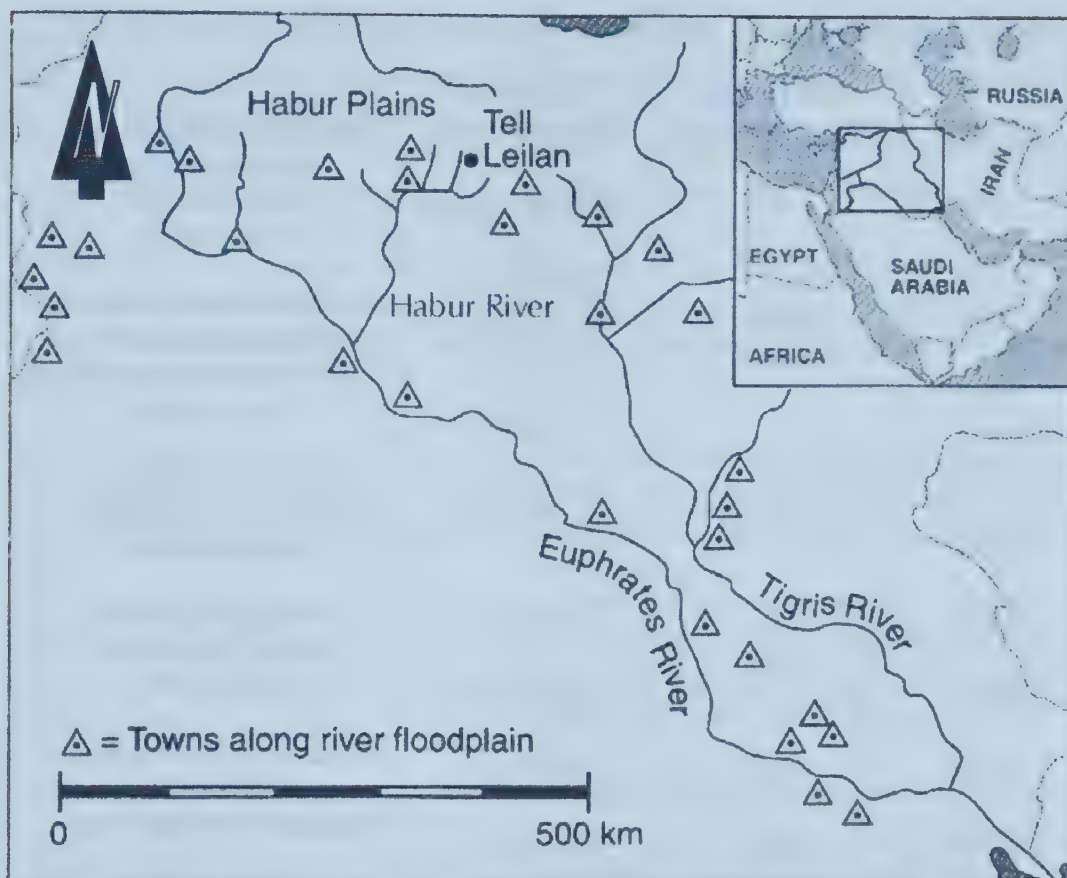 N
Habur Plains
Tell
Leilan
RUSSIA
IRAN
EGYPT
SAUDI
ARABIA
AFRICA
Habur River
Euphrates River
Tigris River
= Towns along river floodplain
0
500 km